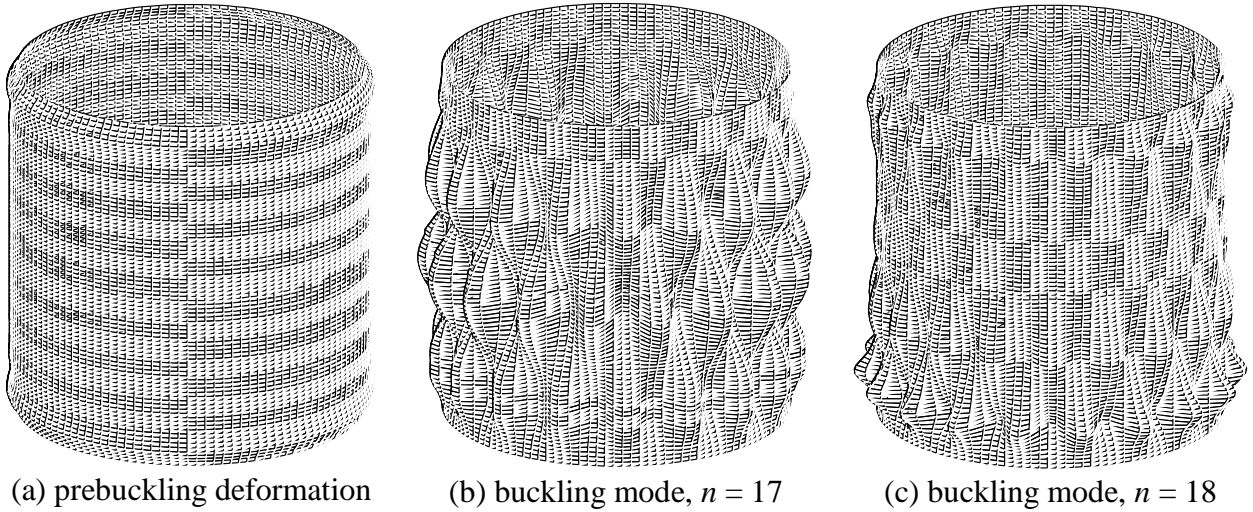 (a) prebuckling deformation
(b) buckling mode, n = 17
(c) buckling mode, n = 18